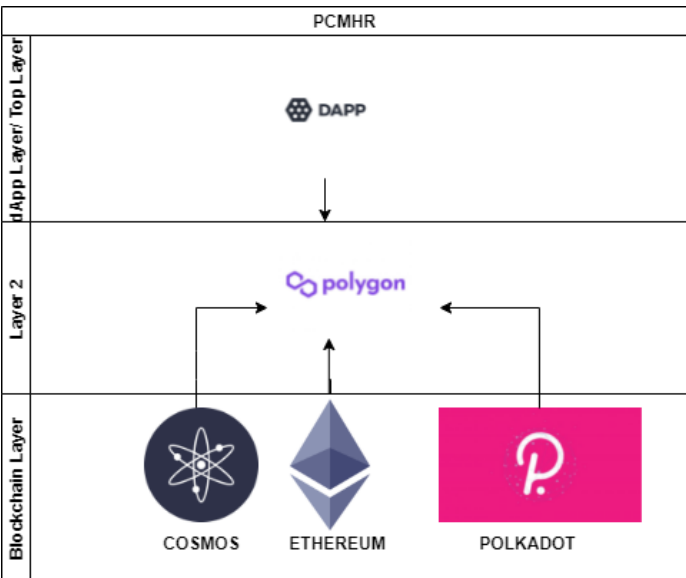 PCMHR
dApp Layer/ Top Layer
DAPP
Layer 2
polygon
Blockchain Layer
COSMOS
ETHEREUM
POLKADOT